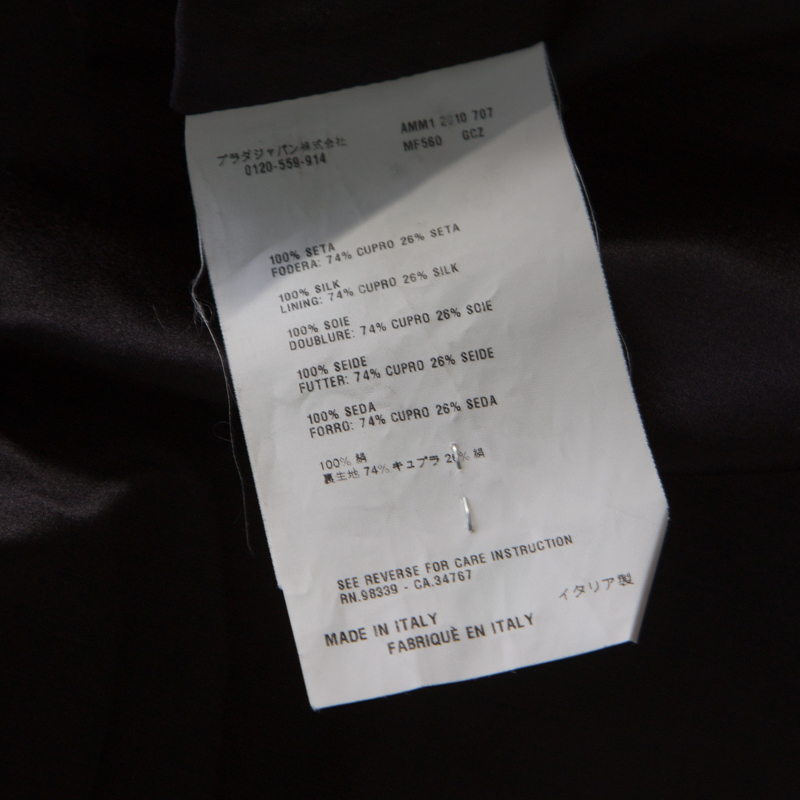 プラダジャパン株式会社
0120-559-914
AMM1 2010 707
MF560 GCZ
100% SETA
FODERA: 74% CUPRO 26% SETA
100% SILK
LINING: 74% CUPRO 26% SILK
100% SOIE
DOUBLURE: 74% CUPRO 26% SOIE
100% SEIDE
FUTTER: 74% CUPRO 26% SEIDE
100% SEDA
FORRO: 74% CUPRO 26% SEDA
100% 絹
裏生地 74% キュプラ 26% 絹
SEE REVERSE FOR CARE INSTRUCTION
RN.98339 - CA.34767
イタリア製
MADE IN ITALY
FABRIQUÈ EN ITALY